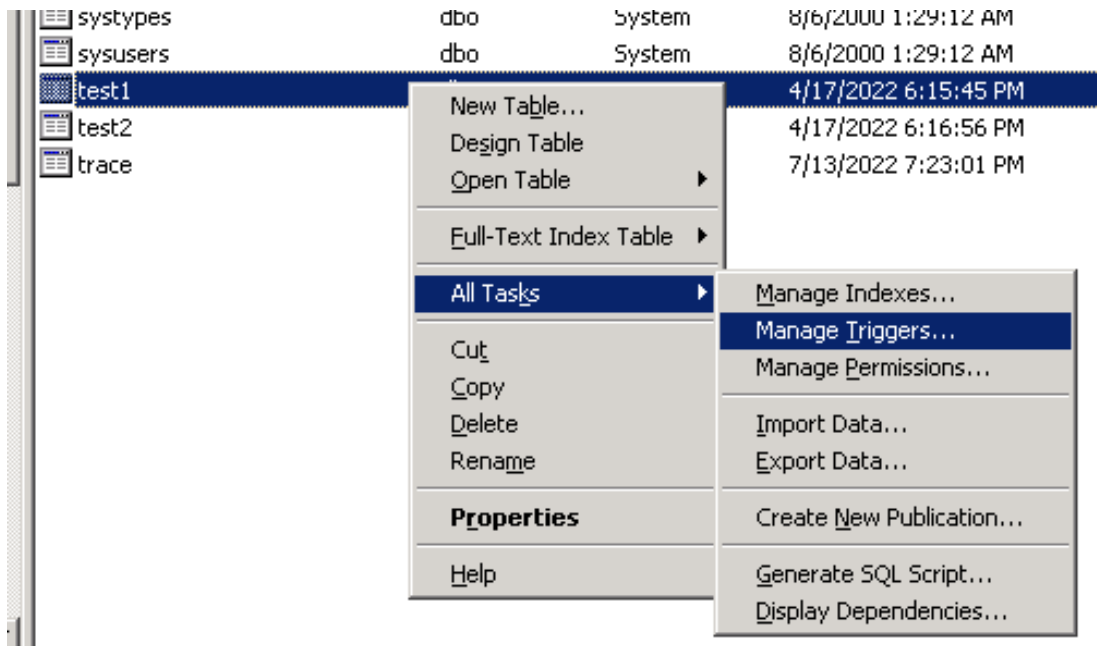 systypes dbo System 8/6/2000 1:29:12 AM
sysusers dbo System 8/6/2000 1:29:12 AM
test1 4/17/2022 6:15:45 PM
test2 4/17/2022 6:16:56 PM
trace 7/13/2022 7:23:01 PM
New Table...
Design Table
Open Table
Full-Text Index Table
All Tasks
Cut
Copy
Delete
Rename
Properties
Help
Manage Indexes...
Manage Triggers...
Manage Permissions...
Import Data...
Export Data...
Create New Publication...
Generate SQL Script...
Display Dependencies...